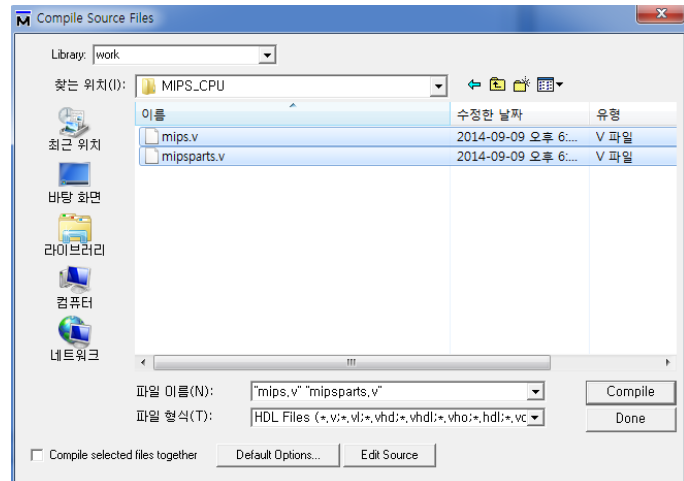 Compile Source Files
Library: work
찾는 위치(I): MIPS_CPU
이름 수정한 날짜 유형
mips.v 2014-09-09 오후 6:... V 파일
mipsparts.v 2014-09-09 오후 6:... V 파일
최근 위치
바탕 화면
라이브러리
컴퓨터
네트워크
파일 이름(N): "mips.v" "mipsparts.v" Compile
파일 형식(T): HDL Files (*.v;*.vl;*.vhd;*.vhdl;*.vho;*.hdl;*.vc Done
Compile selected files together Default Options... Edit Source